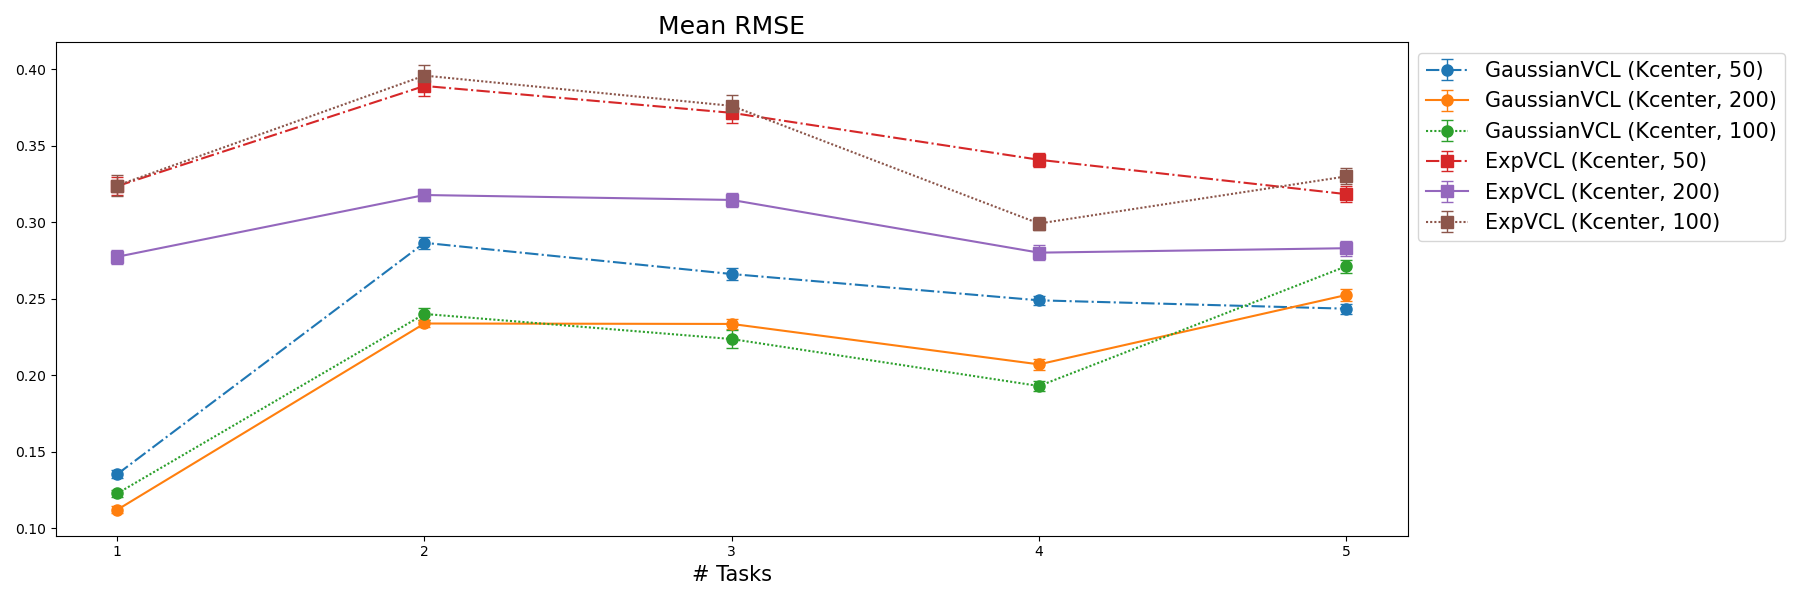 Mean RMSE
0.40
0.35
0.30
0.25
0.20
0.15
0.10
1 2 3 4 5
# Tasks
GaussianVCL (Kcenter, 50)
GaussianVCL (Kcenter, 200)
GaussianVCL (Kcenter, 100)
ExpVCL (Kcenter, 50)
ExpVCL (Kcenter, 200)
ExpVCL (Kcenter, 100)